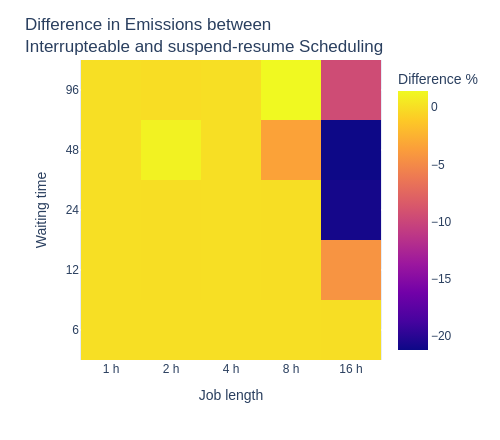 Difference in Emissions between
Interrupteable and suspend-resume Scheduling
Difference %
96
48
24
12
6
Waiting time
0
−5
−10
−15
−20
1 h 2 h 4 h 8 h 16 h
Job length